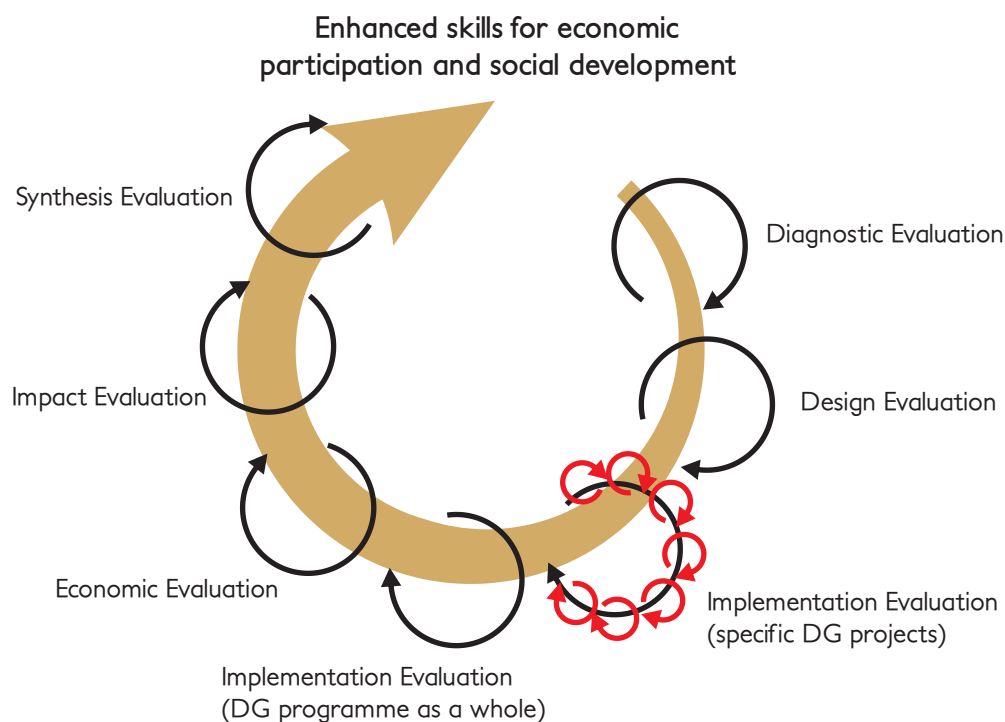 Enhanced skills for economic
participation and social development
Synthesis Evaluation
Diagnostic Evaluation
Impact Evaluation
Design Evaluation
Economic Evaluation
Implementation Evaluation
(specific DG projects)
Implementation Evaluation
(DG programme as a whole)